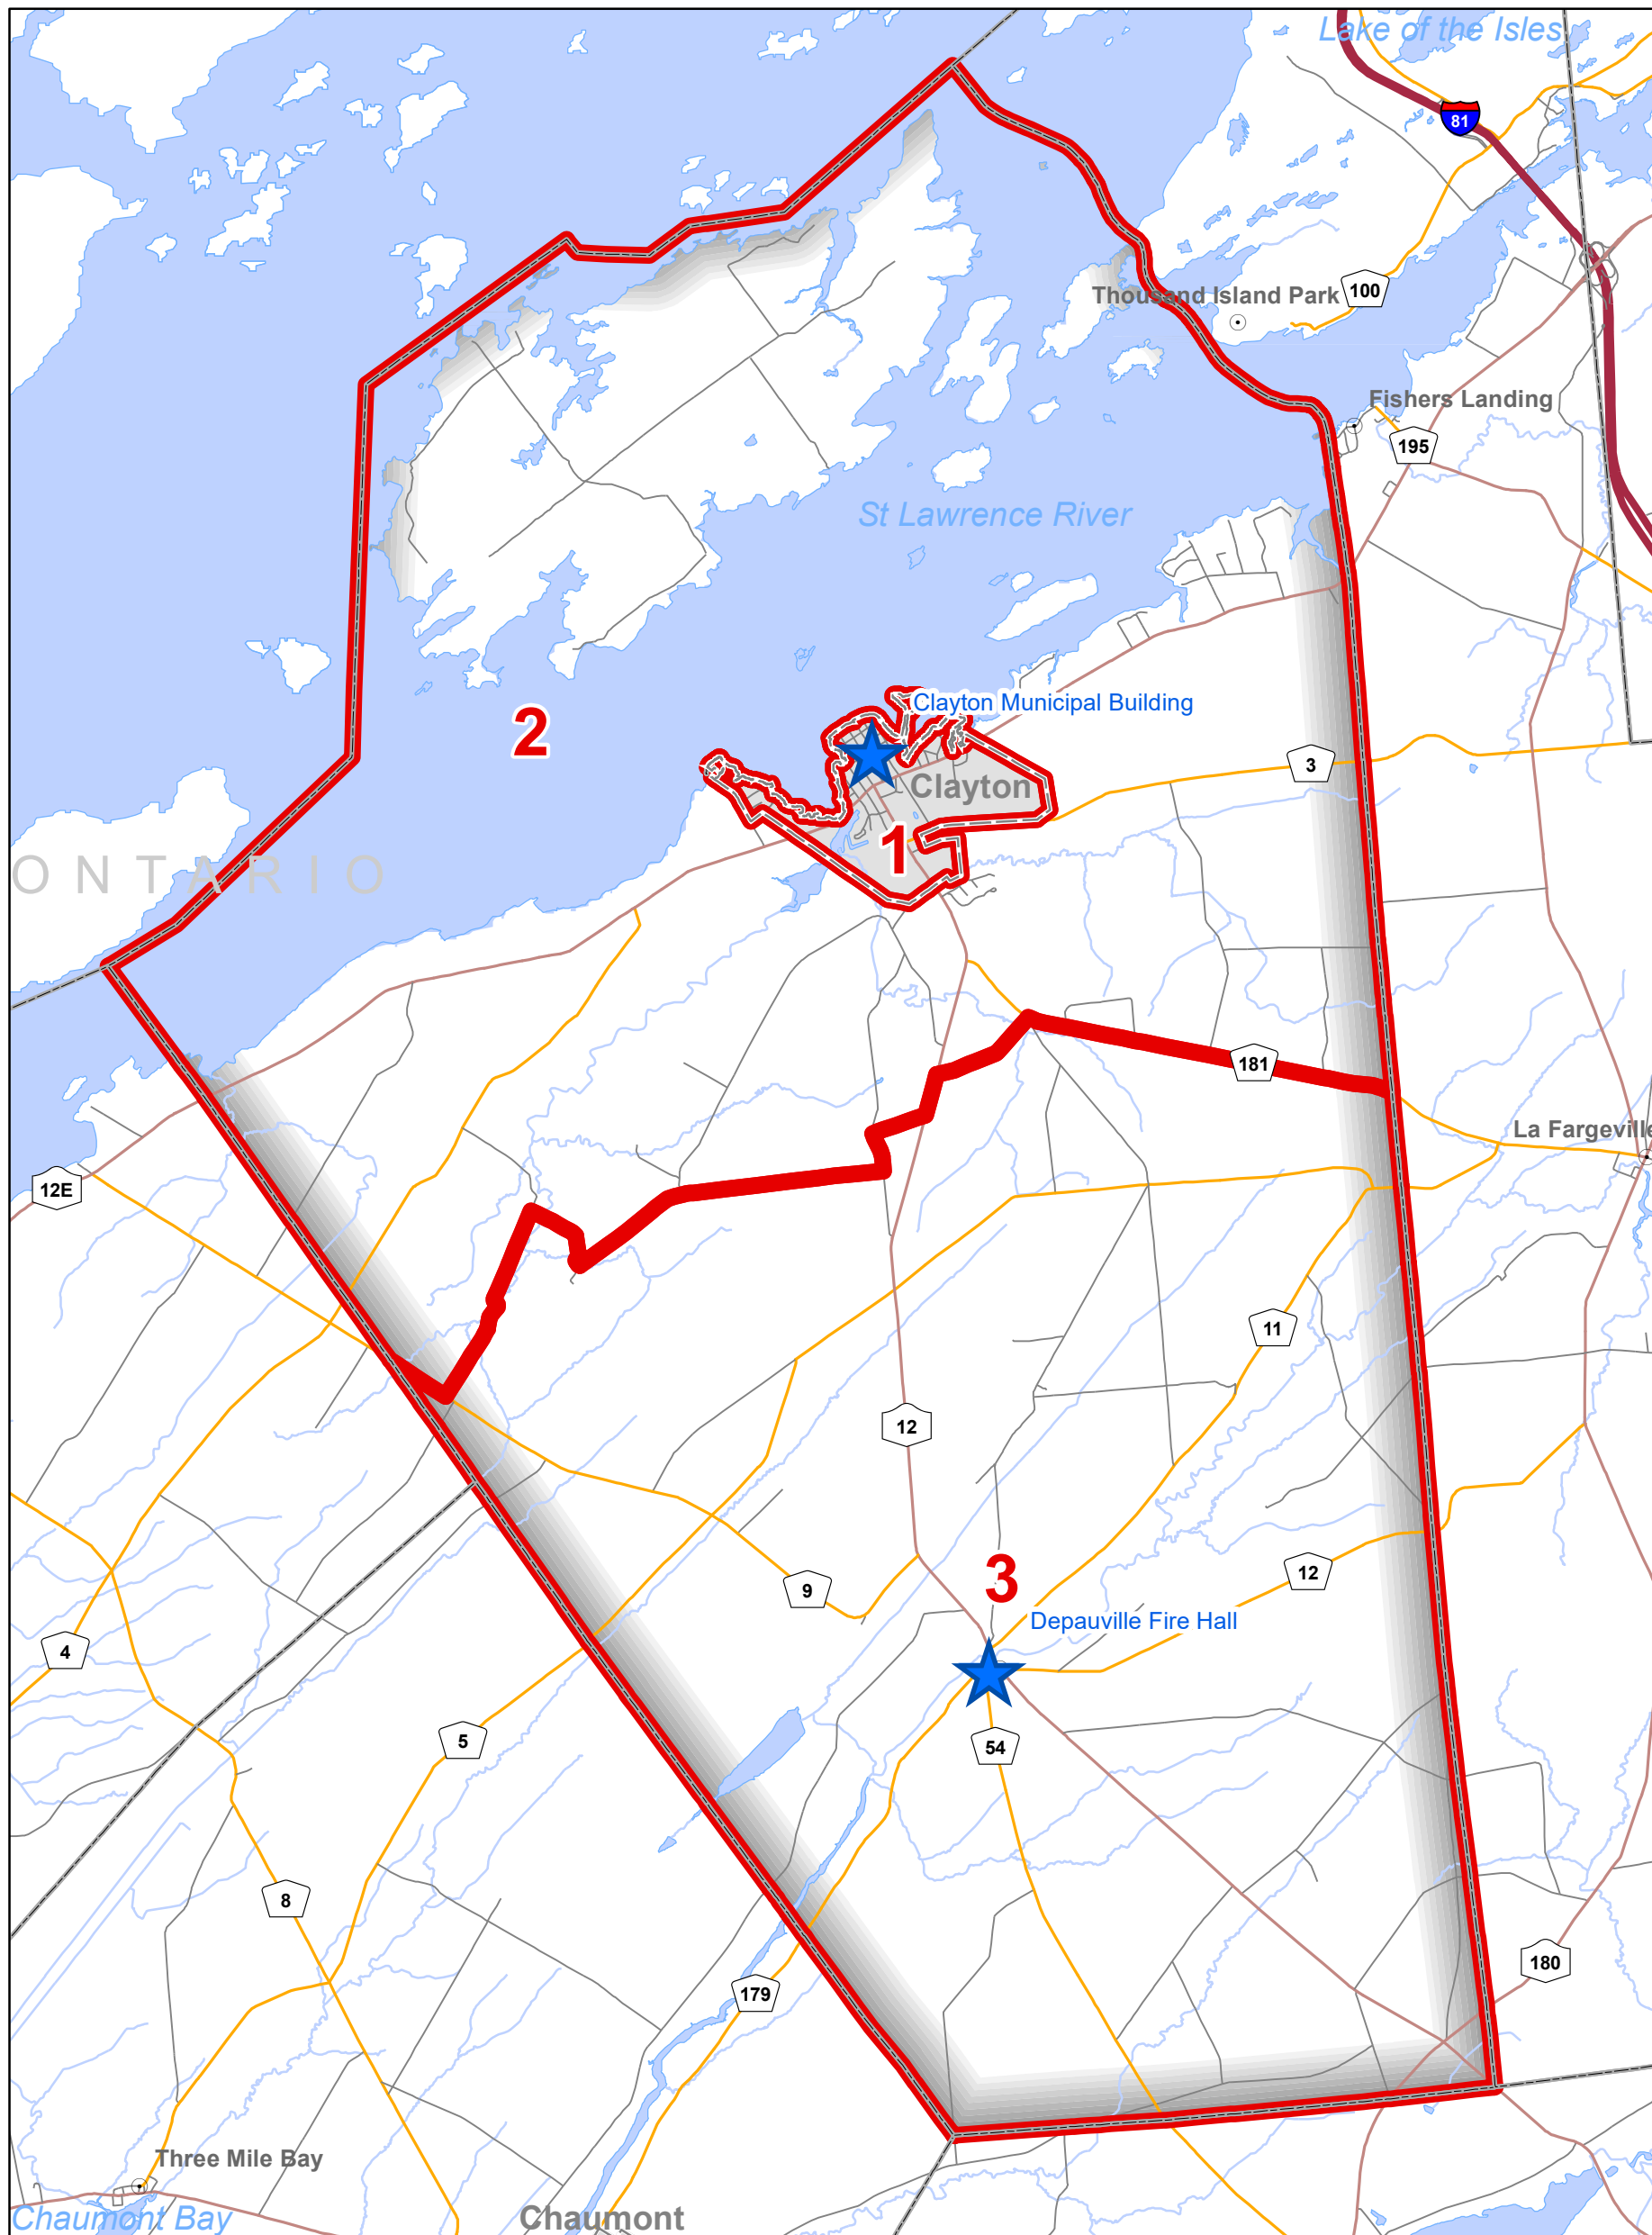 Lake of the Isles
81
Thousand Island Park
100
Fishers Landing
195
St Lawrence River
2
Clayton Municipal Building
3
Clayton
1
ONTARIO
181
La Fargeville
12E
11
12
3
12
9
Depauville Fire Hall
4
5
54
8
180
179
Three Mile Bay
Chaumont Bay
Chaumont